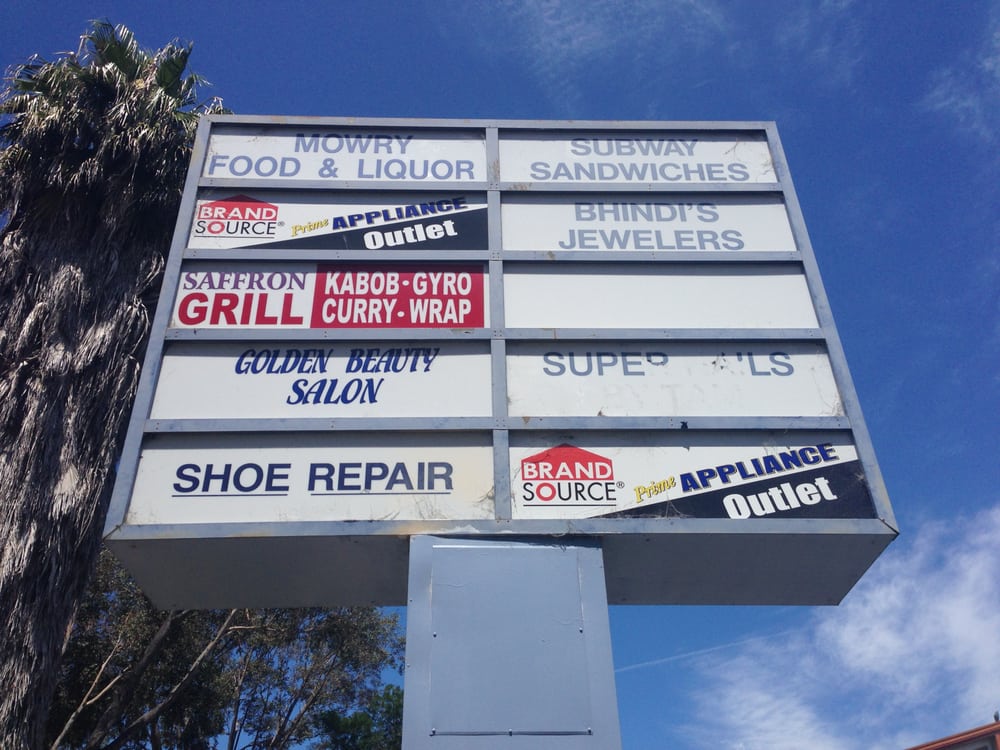 MOWRY
FOOD & LIQUOR
SUBWAY
SANDWICHES
BRAND
SOURCE®
Prime APPLIANCE
Outlet
BHINDI'S
JEWELERS
SAFFRON
GRILL
KABOB·GYRO
CURRY·WRAP
GOLDEN BEAUTY
SALON
SHOE REPAIR
BRAND
SOURCE®
Prime APPLIANCE
Outlet